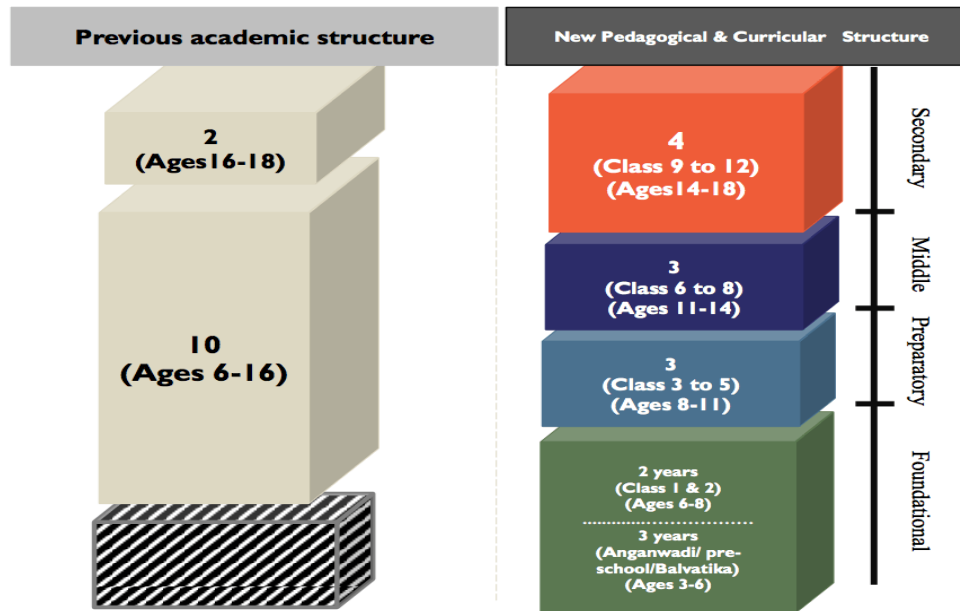 Previous academic structure
2
(Ages16-18)
10
(Ages 6-16)
New Pedagogical & Curricular Structure
4
(Class 9 to 12)
(Ages14-18)
3
(Class 6 to 8)
(Ages 11-14)
3
(Class 3 to 5)
(Ages 8-11)
2 years
(Class 1 & 2)
(Ages 6-8)
3 years
(Anganwadi/ pre-
school/Balvatika)
(Ages 3-6)
Secondary
Middle
Preparatory
Foundational